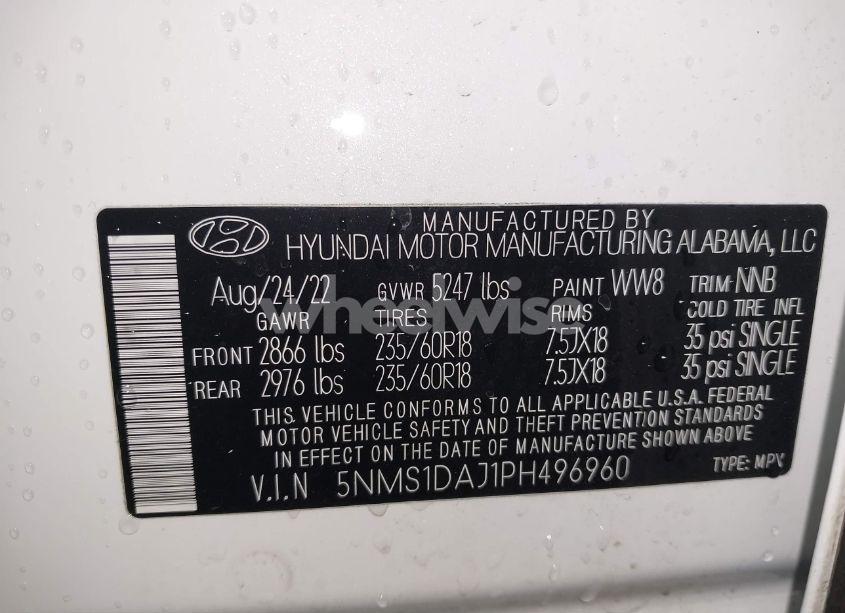 MANUFACTURED BY
HYUNDAI MOTOR MANUFACTURING ALABAMA, LLC
Aug/24/22 GVWR 5247 lbs PAINT WW8 TRIM: NNB
GAWR TIRES RIMS COLD TIRE INFL
FRONT 2866 lbs 235/60R18 7.5JX18 35 psi SINGLE
REAR 2976 lbs 235/60R18 7.5JX18 35 psi SINGLE
THIS VEHICLE CONFORMS TO ALL APPLICABLE U.S.A. FEDERAL
MOTOR VEHICLE SAFETY AND THEFT PREVENTION STANDARDS
IN EFFECT ON THE DATE OF MANUFACTURE SHOWN ABOVE
V.I.N 5NMS1DAJ1PH496960 TYPE: MPV
wheelwise